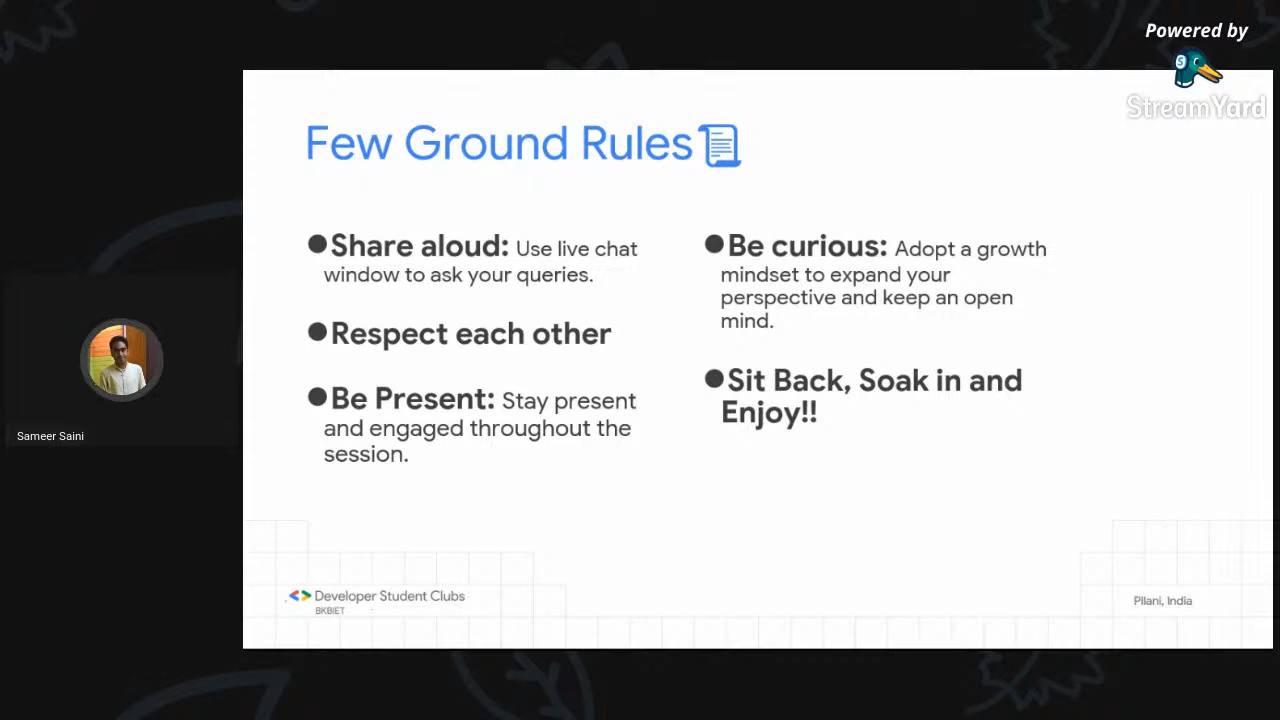 Powered by
StreamYard
Few Ground Rules
●Share aloud: Use live chat
window to ask your queries.
●Respect each other
●Be Present: Stay present
and engaged throughout the
session.
●Be curious: Adopt a growth
mindset to expand your
perspective and keep an open
mind.
●Sit Back, Soak in and
Enjoy!!
Sameer Saini
Developer Student Clubs
BKBIET
Pilani, India